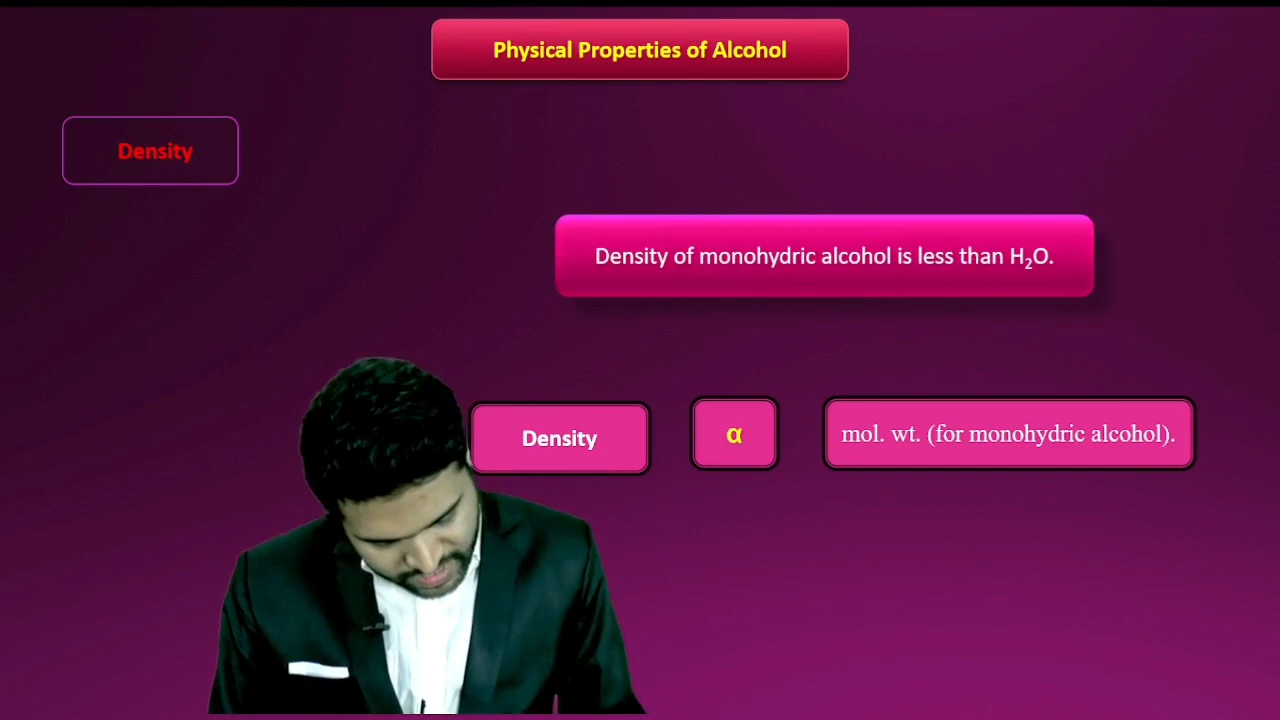 Physical Properties of Alcohol
Density
Density of monohydric alcohol is less than H₂O.
Density α mol. wt. (for monohydric alcohol).